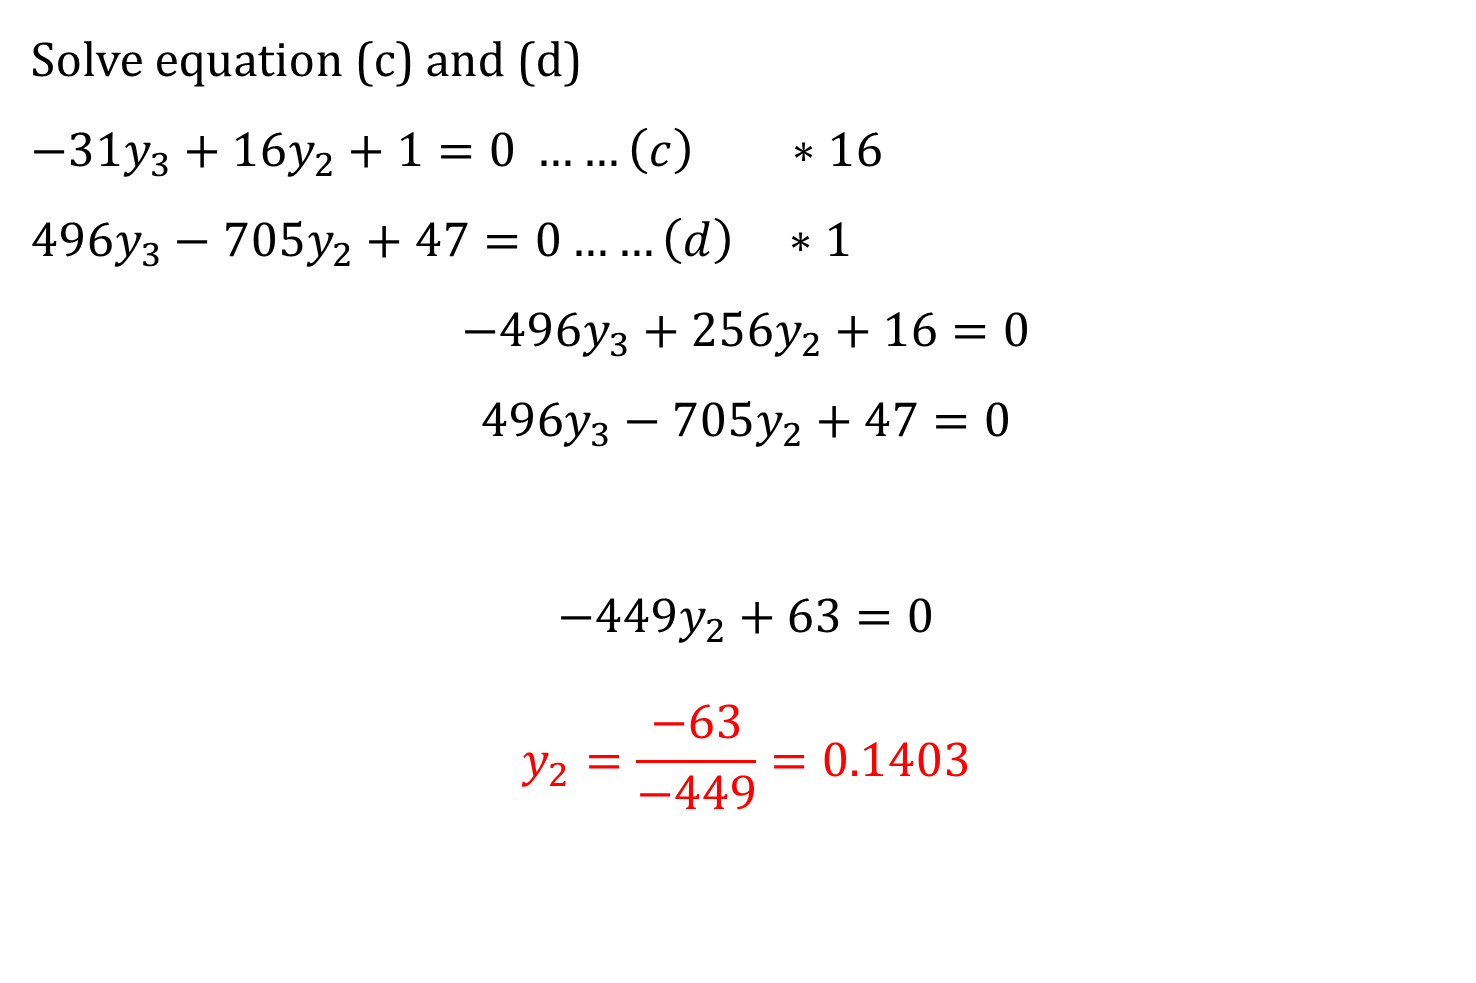 Solve equation (c) and (d)
−31y₃ + 16y₂ + 1 = 0 … … (c) ∗ 16
496y₃ − 705y₂ + 47 = 0 … … (d) ∗ 1
−496y₃ + 256y₂ + 16 = 0
496y₃ − 705y₂ + 47 = 0
−449y₂ + 63 = 0
y₂ = −63/−449 = 0.1403